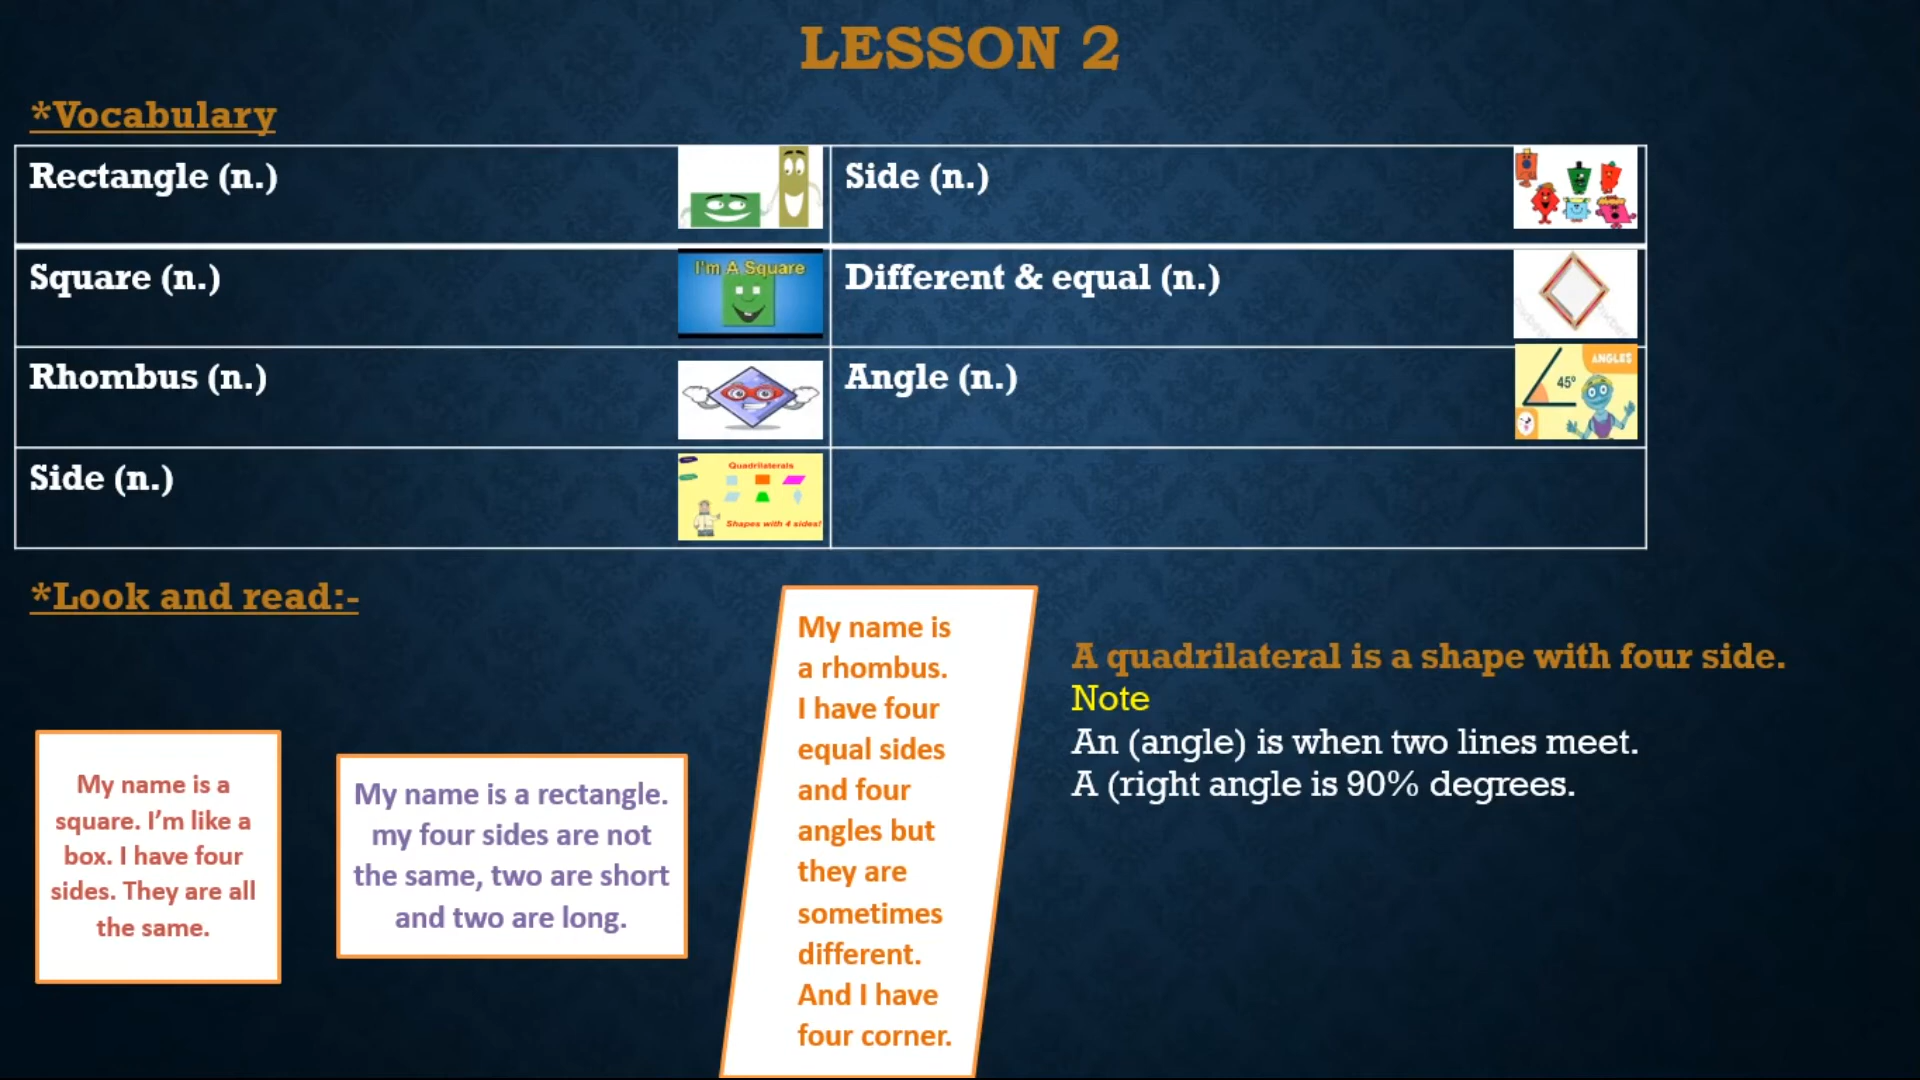 LESSON 2
*Vocabulary
Rectangle (n.)
Side (n.)
Square (n.)
I'm A Square
Different & equal (n.)
Rhombus (n.)
Angle (n.)
ANGLES
45°
Side (n.)
Quadrilaterals
Shapes with 4 sides!
*Look and read:-
My name is a
square. I’m like a
box. I have four
sides. They are all
the same.
My name is a rectangle.
my four sides are not
the same, two are short
and two are long.
My name is
a rhombus.
I have four
equal sides
and four
angles but
they are
sometimes
different.
And I have
four corner.
A quadrilateral is a shape with four side.
Note
An (angle) is when two lines meet.
A (right angle is 90% degrees.